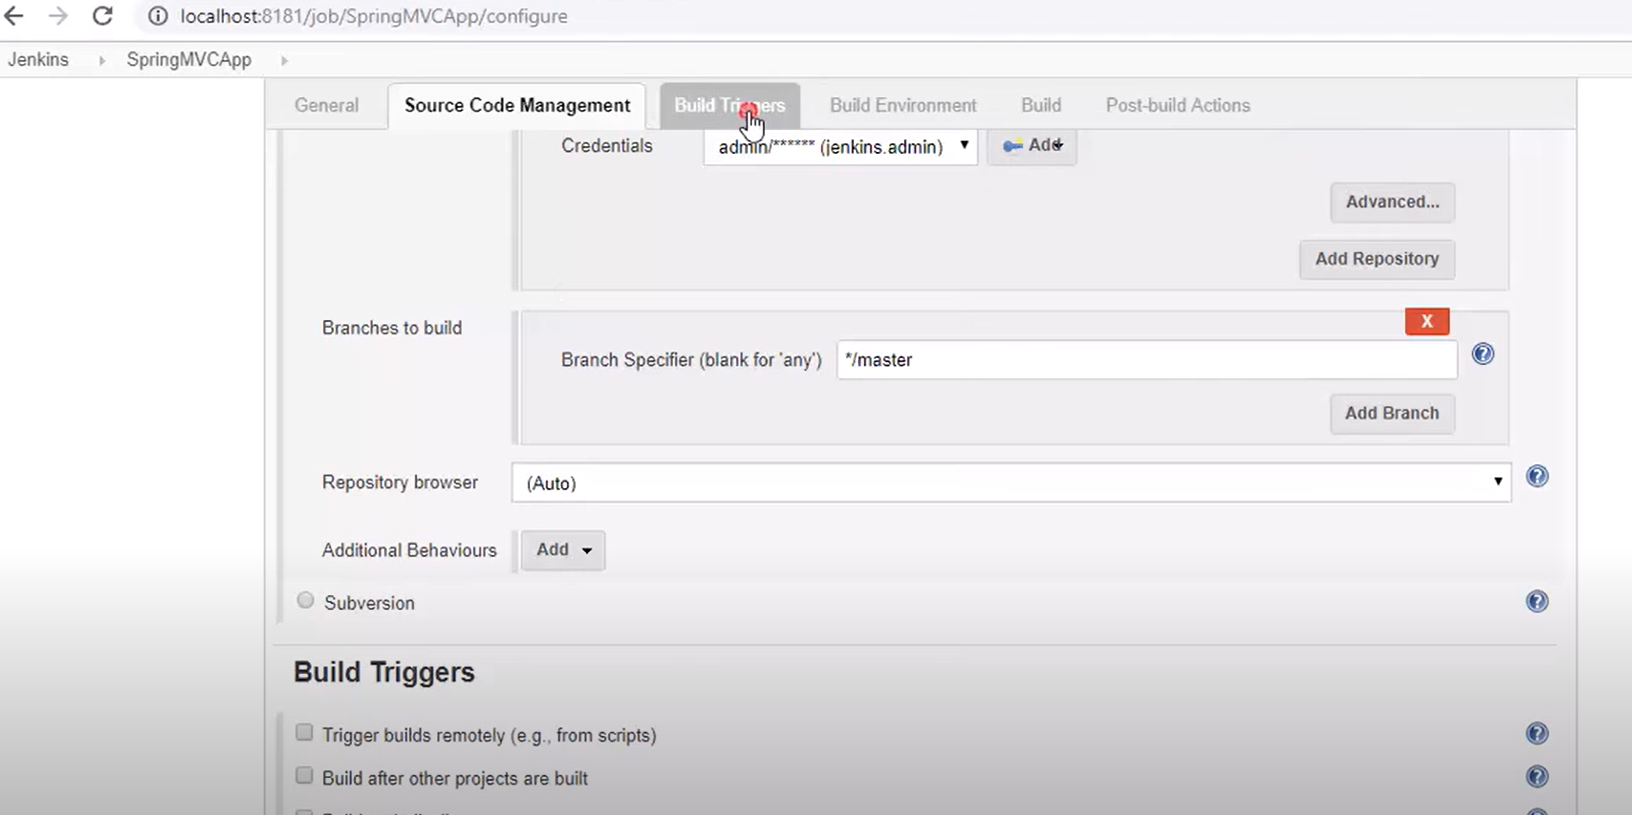 localhost:8181/job/SpringMVCApp/configure
Jenkins SpringMVCApp
General Source Code Management Build Triggers Build Environment Build Post-build Actions
Credentials admin/****** (jenkins.admin) Add
Advanced...
Add Repository
Branches to build
X
Branch Specifier (blank for 'any') */master
Add Branch
Repository browser (Auto)
Additional Behaviours Add
Subversion
Build Triggers
Trigger builds remotely (e.g., from scripts)
Build after other projects are built